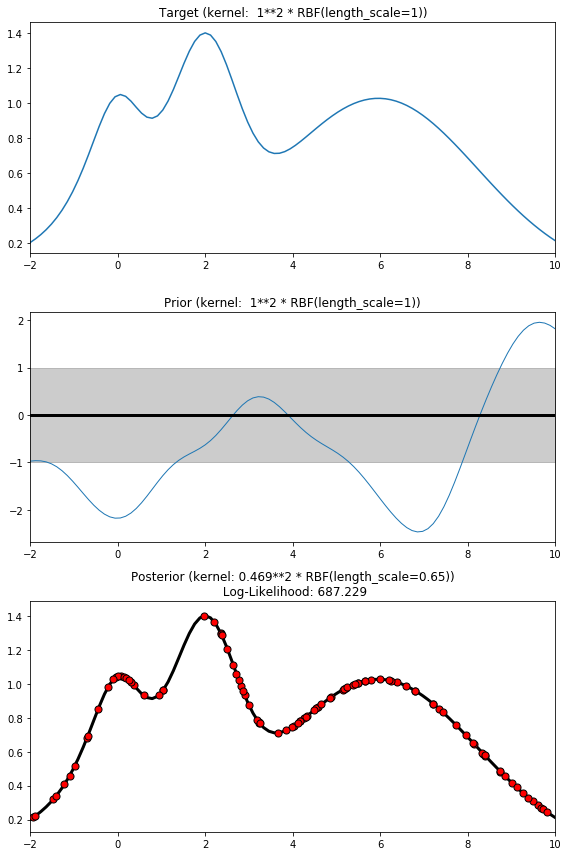 Target (kernel:  1**2 * RBF(length_scale=1))
1.4
1.2
1.0
0.8
0.6
0.4
0.2
−2 0 2 4 6 8 10
Prior (kernel:  1**2 * RBF(length_scale=1))
2
1
0
−1
−2
−2 0 2 4 6 8 10
Posterior (kernel: 0.469**2 * RBF(length_scale=0.65))
Log-Likelihood: 687.229
1.4
1.2
1.0
0.8
0.6
0.4
0.2
−2 0 2 4 6 8 10